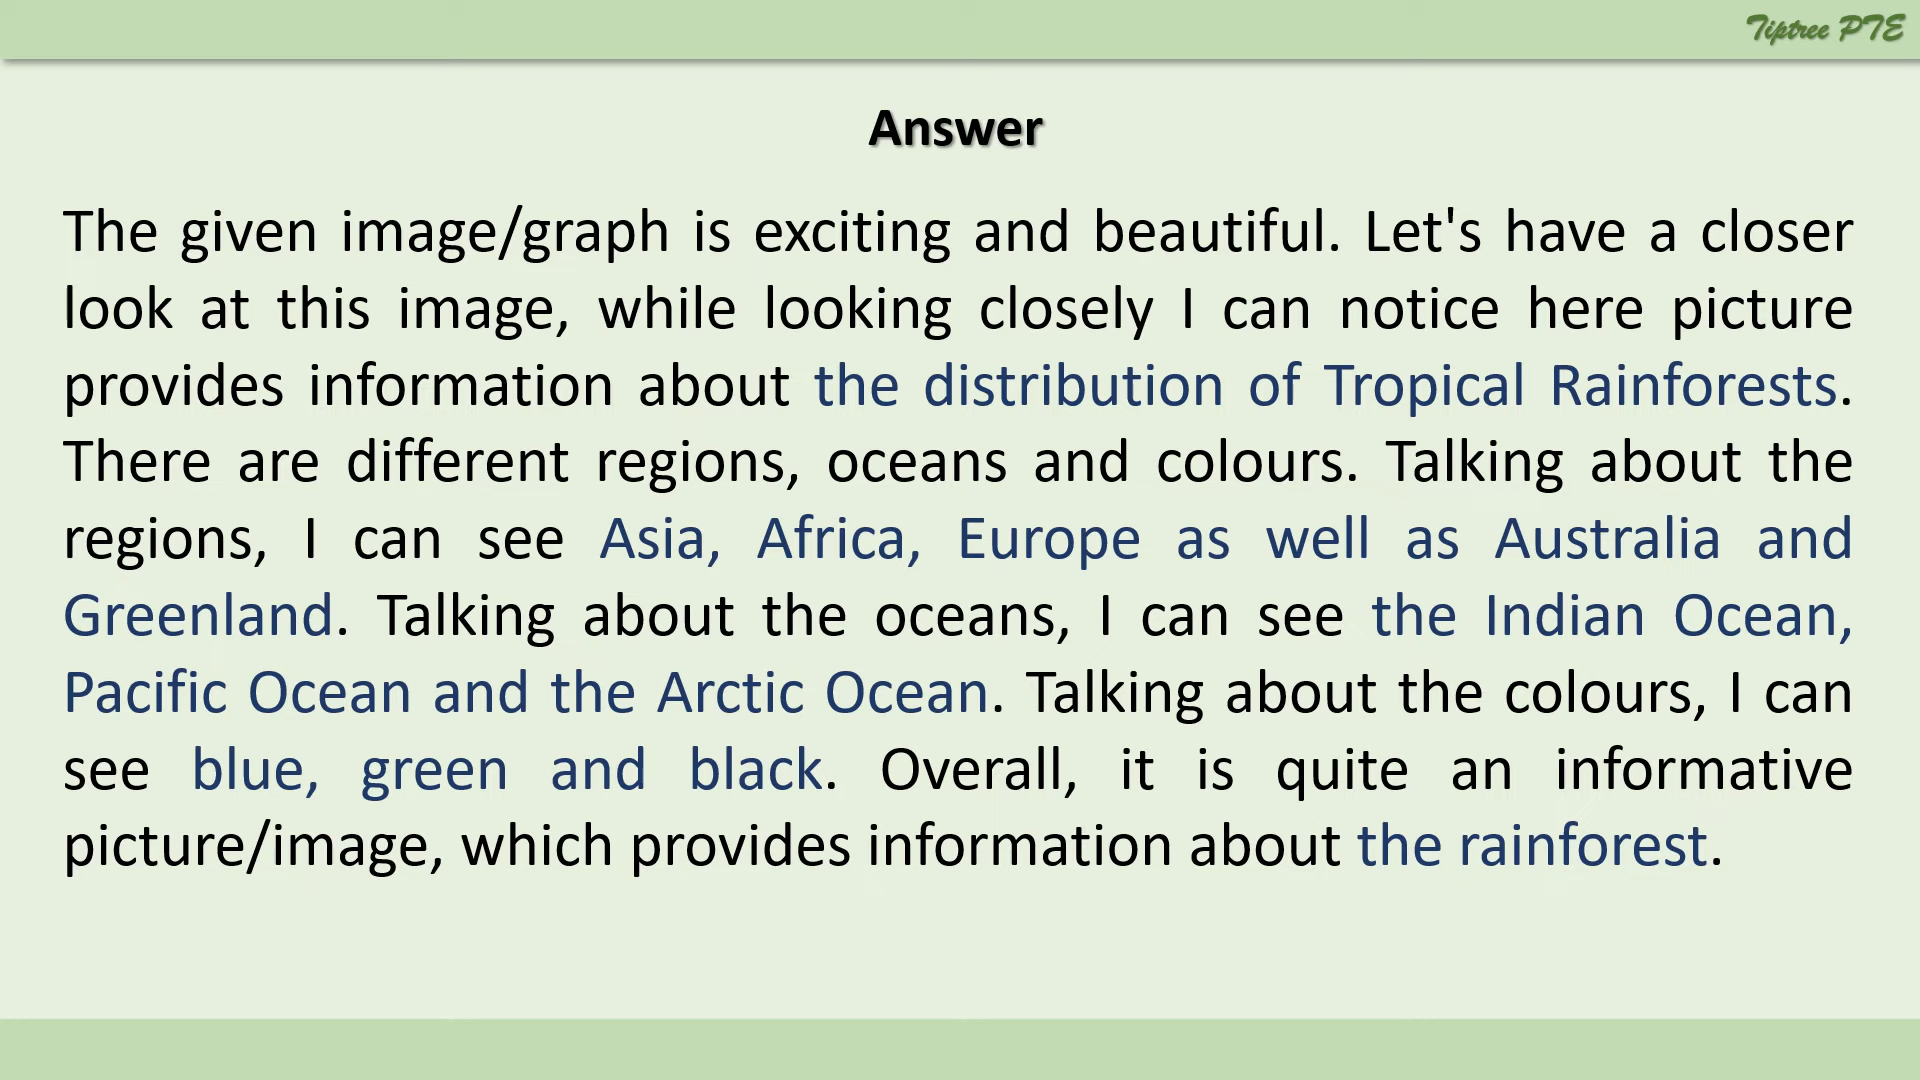 Tiptree PTE
Answer
The given image/graph is exciting and beautiful. Let's have a closer
look at this image, while looking closely I can notice here picture
provides information about the distribution of Tropical Rainforests.
There are different regions, oceans and colours. Talking about the
regions, I can see Asia, Africa, Europe as well as Australia and
Greenland. Talking about the oceans, I can see the Indian Ocean,
Pacific Ocean and the Arctic Ocean. Talking about the colours, I can
see blue, green and black. Overall, it is quite an informative
picture/image, which provides information about the rainforest.